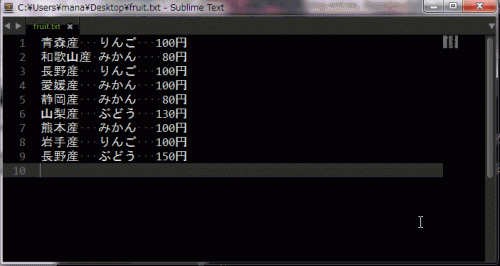 C:¥Users¥mana¥Desktop¥fruit.txt - Sublime Text
fruit.txt ×
1 青森産 りんご 100円
2 和歌山産 みかん 80円
3 長野産 りんご 100円
4 愛媛産 みかん 100円
5 静岡産 みかん 80円
6 山梨産 ぶどう 130円
7 熊本産 みかん 100円
8 岩手産 りんご 100円
9 長野産 ぶどう 150円
10